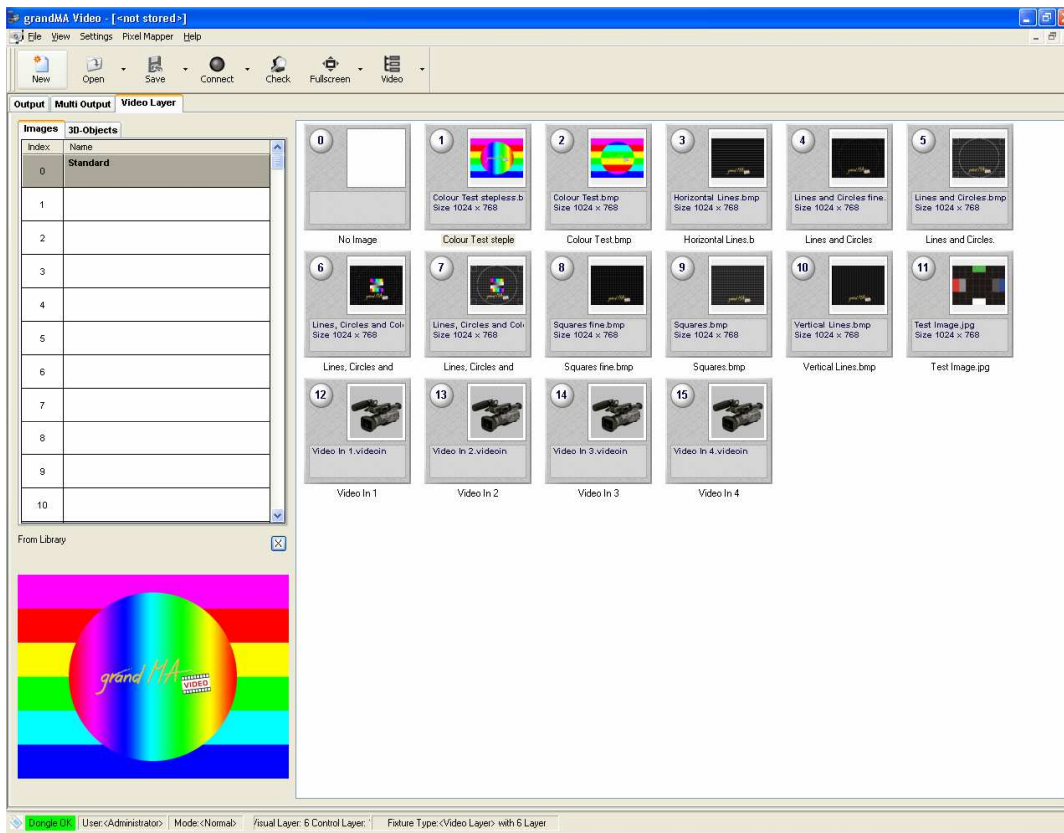 grandMA Video - [<not stored>]
File View Settings Pixel Mapper Help
New Open Save Connect Check Fullscreen Video
Output Multi Output Video Layer
Images 3D-Objects
Index Name
0 Standard
1
2
3
4
5
6
7
8
9
10
From Library
grandMA VIDEO
0
No Image
1
Colour Test stepless.b
Size 1024 x 768
Colour Test steple
2
Colour Test.bmp
Size 1024 x 768
Colour Test.bmp
3
Horizontal Lines.bmp
Size 1024 x 768
Horizontal Lines.b
4
Lines and Circles fine.
Size 1024 x 768
Lines and Circles
5
Lines and Circles.bmp
Size 1024 x 768
Lines and Circles.
6
Lines, Circles and Col
Size 1024 x 768
Lines, Circles and
7
Lines, Circles and Col
Size 1024 x 768
Lines, Circles and
8
Squares fine.bmp
Size 1024 x 768
Squares fine.bmp
9
Squares.bmp
Size 1024 x 768
Squares.bmp
10
Vertical Lines.bmp
Size 1024 x 768
Vertical Lines.bmp
11
Test Image.jpg
Size 1024 x 768
Test Image.jpg
12
Video In 1.videoin
Video In 1
13
Video In 2.videoin
Video In 2
14
Video In 3.videoin
Video In 3
15
Video In 4.videoin
Video In 4
Dongle OK User:<Administrator> Mode:<Normal> /isual Layer: 6 Control Layer: ' Fixture Type:<Video Layer> with 6 Layer